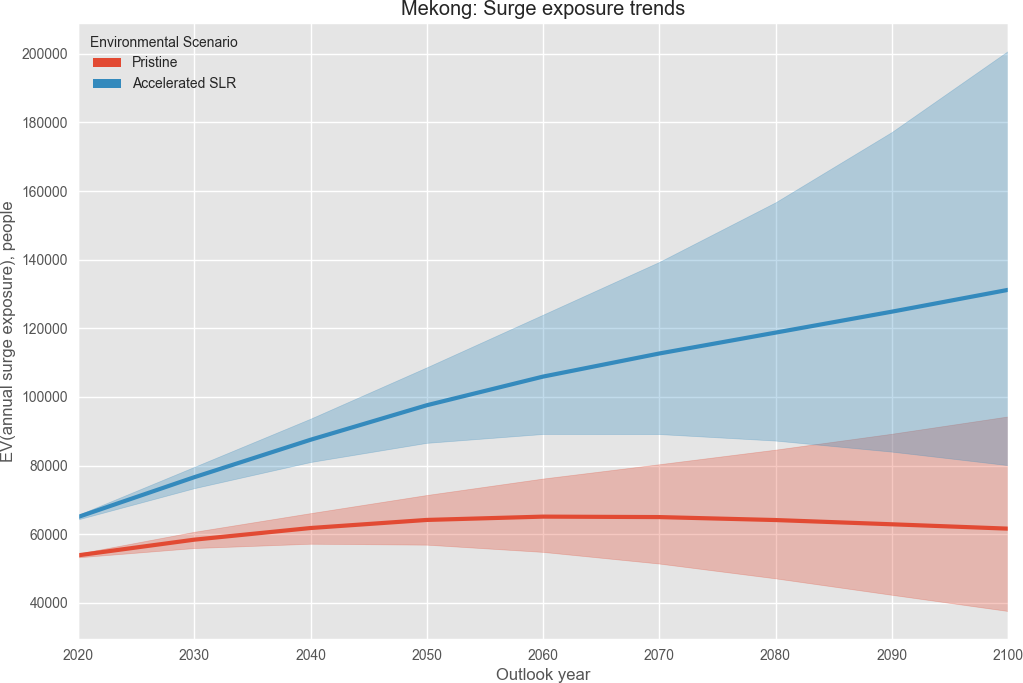 Mekong: Surge exposure trends
Environmental Scenario
Pristine
Accelerated SLR
EV(annual surge exposure), people
200000
180000
160000
140000
120000
100000
80000
60000
40000
2020 2030 2040 2050 2060 2070 2080 2090 2100
Outlook year